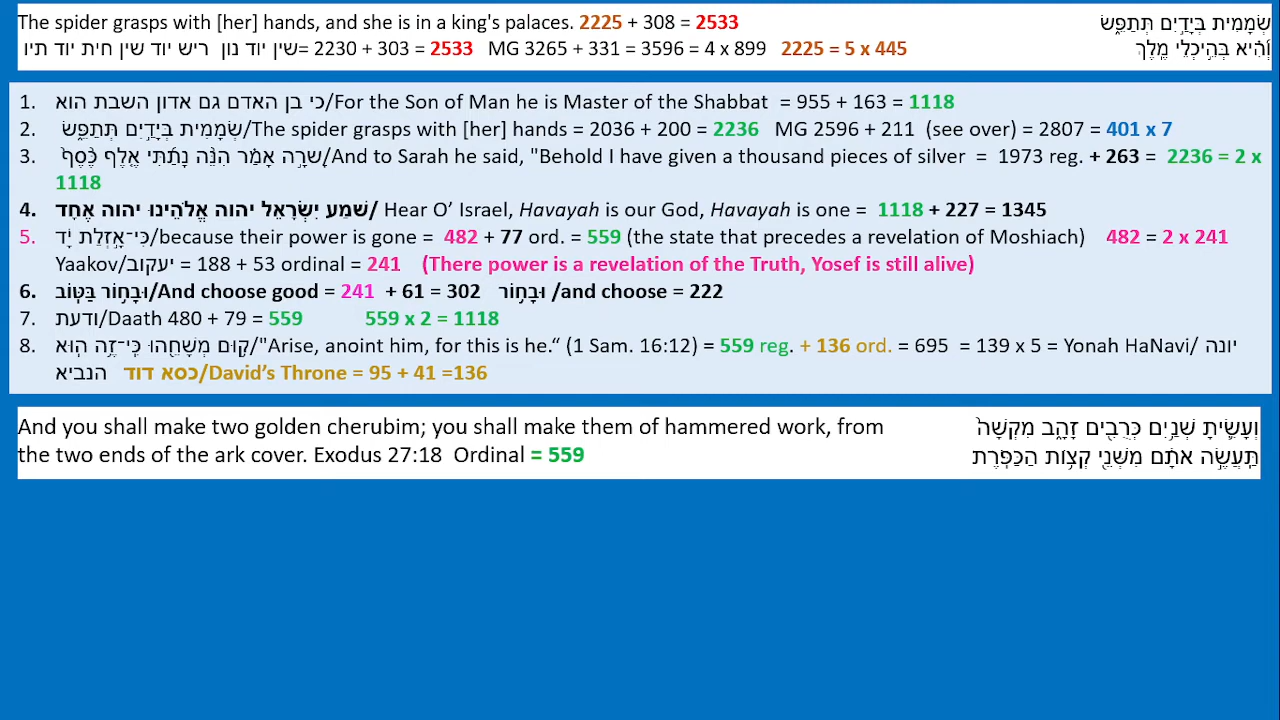 The spider grasps with [her] hands, and she is in a king's palaces. 2225 + 308 = 2533 שְׂמָמִית בְּיָדַיִם תְּתַפֵּשׂ
שין יוד נון ריש יוד שין חית יוד תיו = 2230 + 303 = 2533 MG 3265 + 331 = 3596 = 4 x 899 2225 = 5 x 445 וְהִיא בְּהֵיכְלֵי מֶלֶךְ
1. כי בן האדם גם אדון השבת הוא/For the Son of Man he is Master of the Shabbat = 955 + 163 = 1118
2. שְׂמָמִית בְּיָדַיִם תְּתַפֵּשׂ/The spider grasps with [her] hands = 2036 + 200 = 2236 MG 2596 + 211 (see over) = 2807 = 401 x 7
3. שרָה אָמַר הִנֵּה נָתַתִּי אֶלֶף כֶּסֶף/And to Sarah he said, "Behold I have given a thousand pieces of silver = 1973 reg. + 263 = 2236 = 2 x
1118
4. שְׁמַע יִשְׂרָאֵל יהוה אֱלֹהֵינוּ יהוה אֶחָד/ Hear O’ Israel, Havayah is our God, Havayah is one = 1118 + 227 = 1345
5. כִּי־אָזְלַת יָד/because their power is gone = 482 + 77 ord. = 559 (the state that precedes a revelation of Moshiach) 482 = 2 x 241
Yaakov/יעקוב = 188 + 53 ordinal = 241 (There power is a revelation of the Truth, Yosef is still alive)
6. וּבָחוֹר בַּטּוֹב/And choose good = 241 + 61 = 302 וּבָחוֹר /and choose = 222
7. ודעת/Daath 480 + 79 = 559 559 x 2 = 1118
8. קוּם מְשָׁחֵהוּ כִּי־זֶה הוּא/"Arise, anoint him, for this is he.“ (1 Sam. 16:12) = 559 reg. + 136 ord. = 695 = 139 x 5 = Yonah HaNavi/ יונה
הנביא כסא דוד/David’s Throne = 95 + 41 =136
And you shall make two golden cherubim; you shall make them of hammered work, from וְעָשִׂיתָ שְׁנַיִם כְּרֻבִים זָהָב מִקְשָׁה
the two ends of the ark cover. Exodus 27:18 Ordinal = 559 תַּעֲשֶׂה אֹתָם מִשְּׁנֵי קְצוֹת הַכַּפֹּרֶת